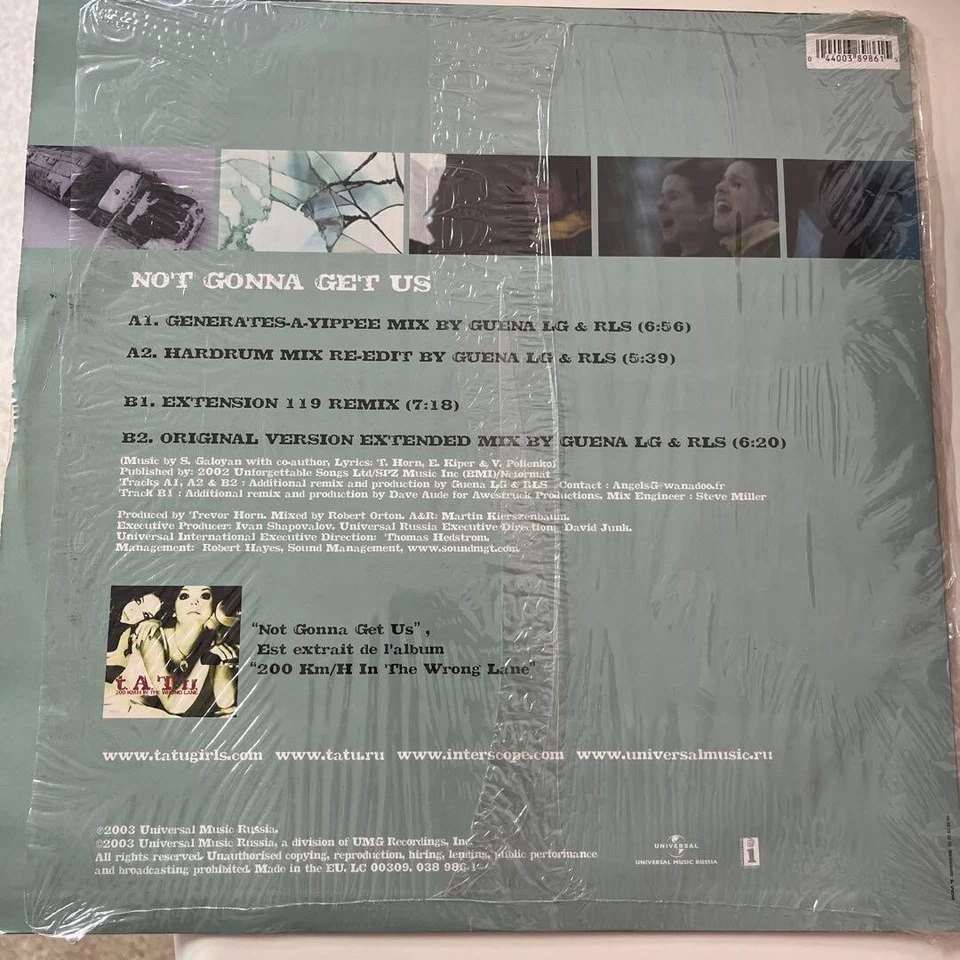 0 44003 89861 5
NOT GONNA GET US
A1. GENERATES-A-YIPPEE MIX BY GUENA LG & RLS (6:56)
A2. HARDRUM MIX RE-EDIT BY GUENA LG & RLS (5:39)
B1. EXTENSION 119 REMIX (7:18)
B2. ORIGINAL VERSION EXTENDED MIX BY GUENA LG & RLS (6:20)
(Music by S. Galoyan with co-author, Lyrics: T. Horn, E. Kiper & V. Polienko)
Published by: 2002 Unforgettable Songs Ltd/SPZ Music Inc (BMI)/Neformat
Tracks A1, A2 & B2 : Additional remix and production by Guena LG & RLS . Contact : AngelsG@wanadoo.fr
Track B1 : Additional remix and production by Dave Aude for Awestruck Productions. Mix Engineer : Steve Miller
Produced by Trevor Horn. Mixed by Robert Orton. A&R: Martin Kierszenbaum.
Executive Producer: Ivan Shapovalov. Universal Russia Executive Direction: David Junk.
Universal International Executive Direction: Thomas Hedstrom.
Management: Robert Hayes, Sound Management, www.soundmgt.com
t.A.T.u.
200 KM/H IN THE WRONG LANE
"Not Gonna Get Us",
Est extrait de l'album
"200 Km/H In The Wrong Lane"
www.tatugirls.com www.tatu.ru www.interscope.com www.universalmusic.ru
℗2003 Universal Music Russia.
©2003 Universal Music Russia, a division of UMG Recordings, Inc.
All rights reserved. Unauthorised copying, reproduction, hiring, lending, public performance
and broadcasting prohibited. Made in the EU. LC 00309. 038 986-1
UNIVERSAL
UNIVERSAL MUSIC RUSSIA
i